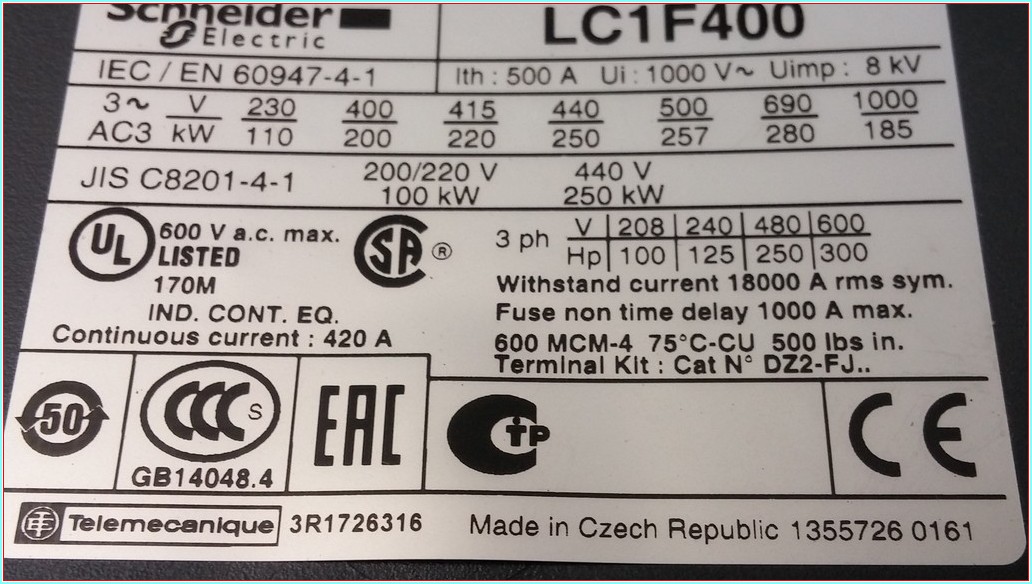 Schneider
Electric
LC1F400
IEC / EN 60947-4-1
Ith : 500 A Ui : 1000 V~ Uimp : 8 kV
3~ V 230 400 415 440 500 690 1000
AC3 kW 110 200 220 250 257 280 185
JIS C8201-4-1
200/220 V 440 V
100 kW 250 kW
UL
600 V a.c. max.
LISTED
170M
IND. CONT. EQ.
Continuous current : 420 A
SA ®
3 ph V 208 240 480 600
Hp 100 125 250 300
Withstand current 18000 A rms sym.
Fuse non time delay 1000 A max.
600 MCM-4 75°C-CU 500 lbs in.
Terminal Kit : Cat N° DZ2-FJ..
50
CCC S
GB14048.4
EAC
CTP
CE
TE Telemecanique 3R1726316 Made in Czech Republic 1355726 0161